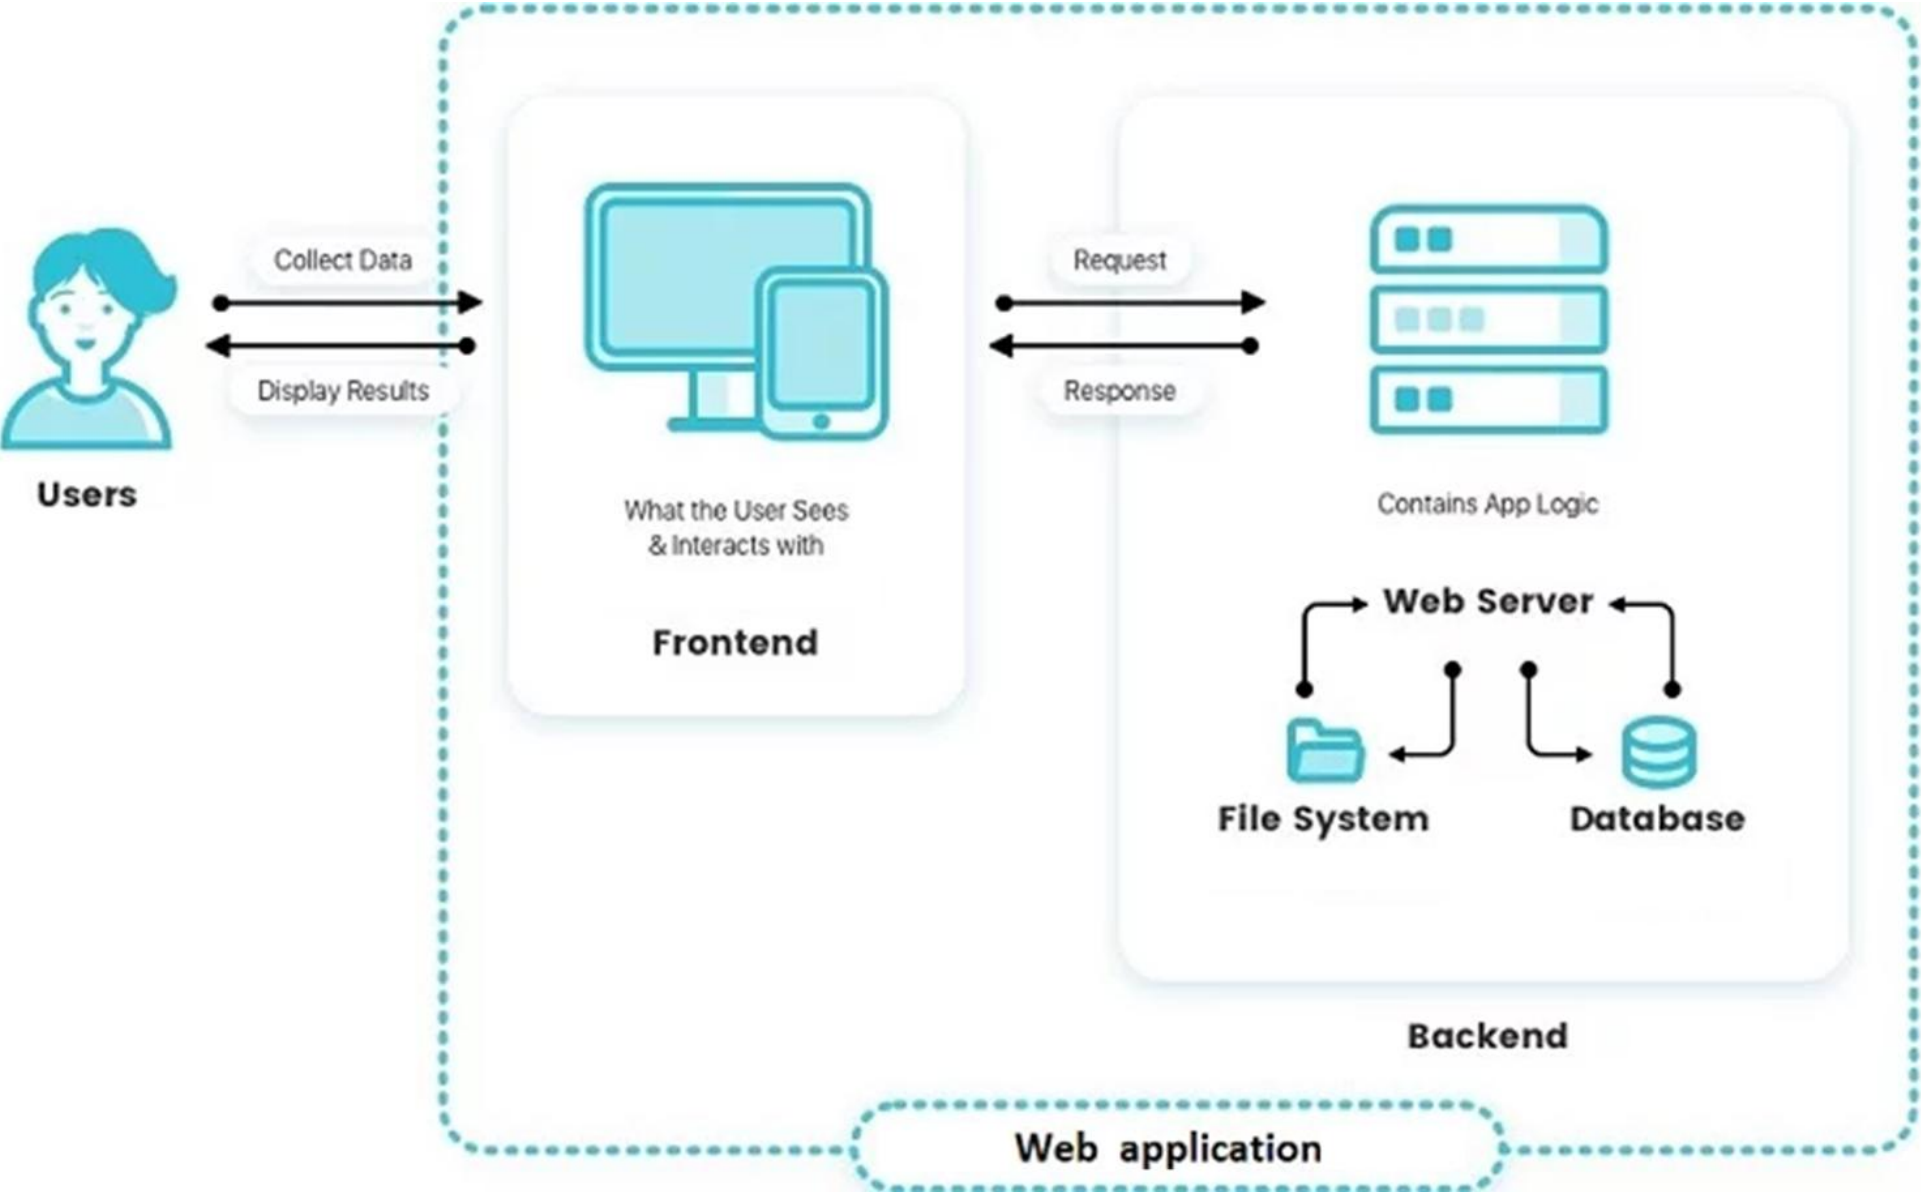 Collect Data
Display Results
Users
What the User Sees
& Interacts with
Frontend
Request
Response
Contains App Logic
Web Server
File System
Database
Backend
Web application